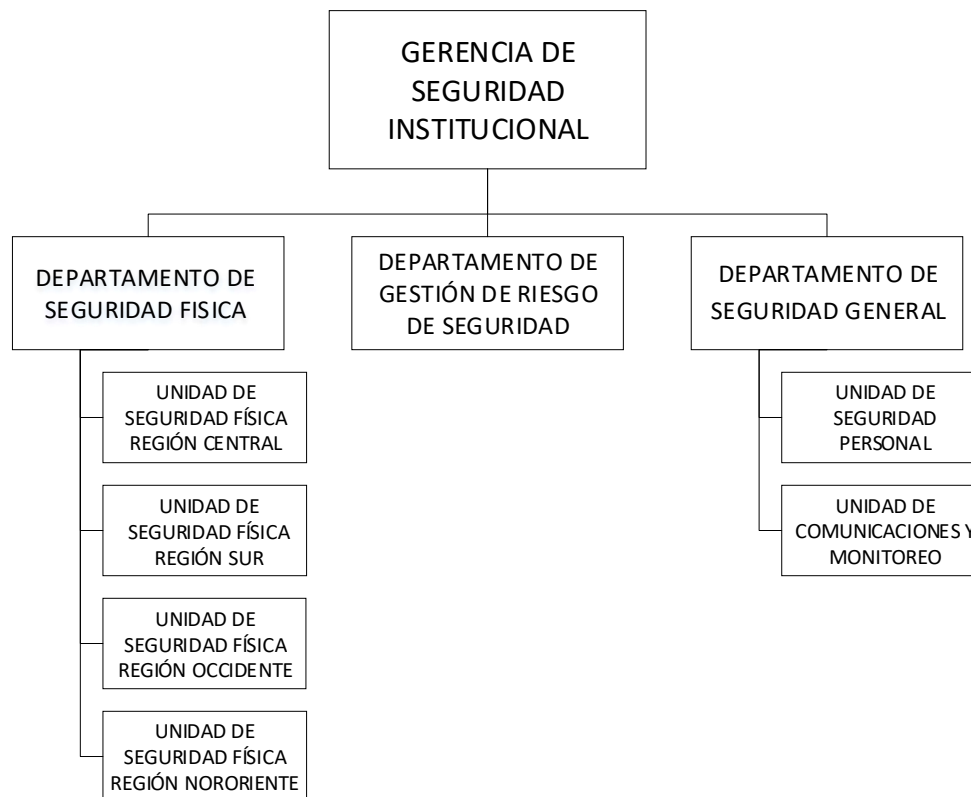 GERENCIA DE
SEGURIDAD
INSTITUCIONAL
DEPARTAMENTO DE
SEGURIDAD FISICA
DEPARTAMENTO DE
GESTIÓN DE RIESGO
DE SEGURIDAD
DEPARTAMENTO DE
SEGURIDAD GENERAL
UNIDAD DE
SEGURIDAD FÍSICA
REGIÓN CENTRAL
UNIDAD DE
SEGURIDAD FÍSICA
REGIÓN SUR
UNIDAD DE
SEGURIDAD FÍSICA
REGIÓN OCCIDENTE
UNIDAD DE
SEGURIDAD FÍSICA
REGIÓN NORORIENTE
UNIDAD DE
SEGURIDAD
PERSONAL
UNIDAD DE
COMUNICACIONES Y
MONITOREO